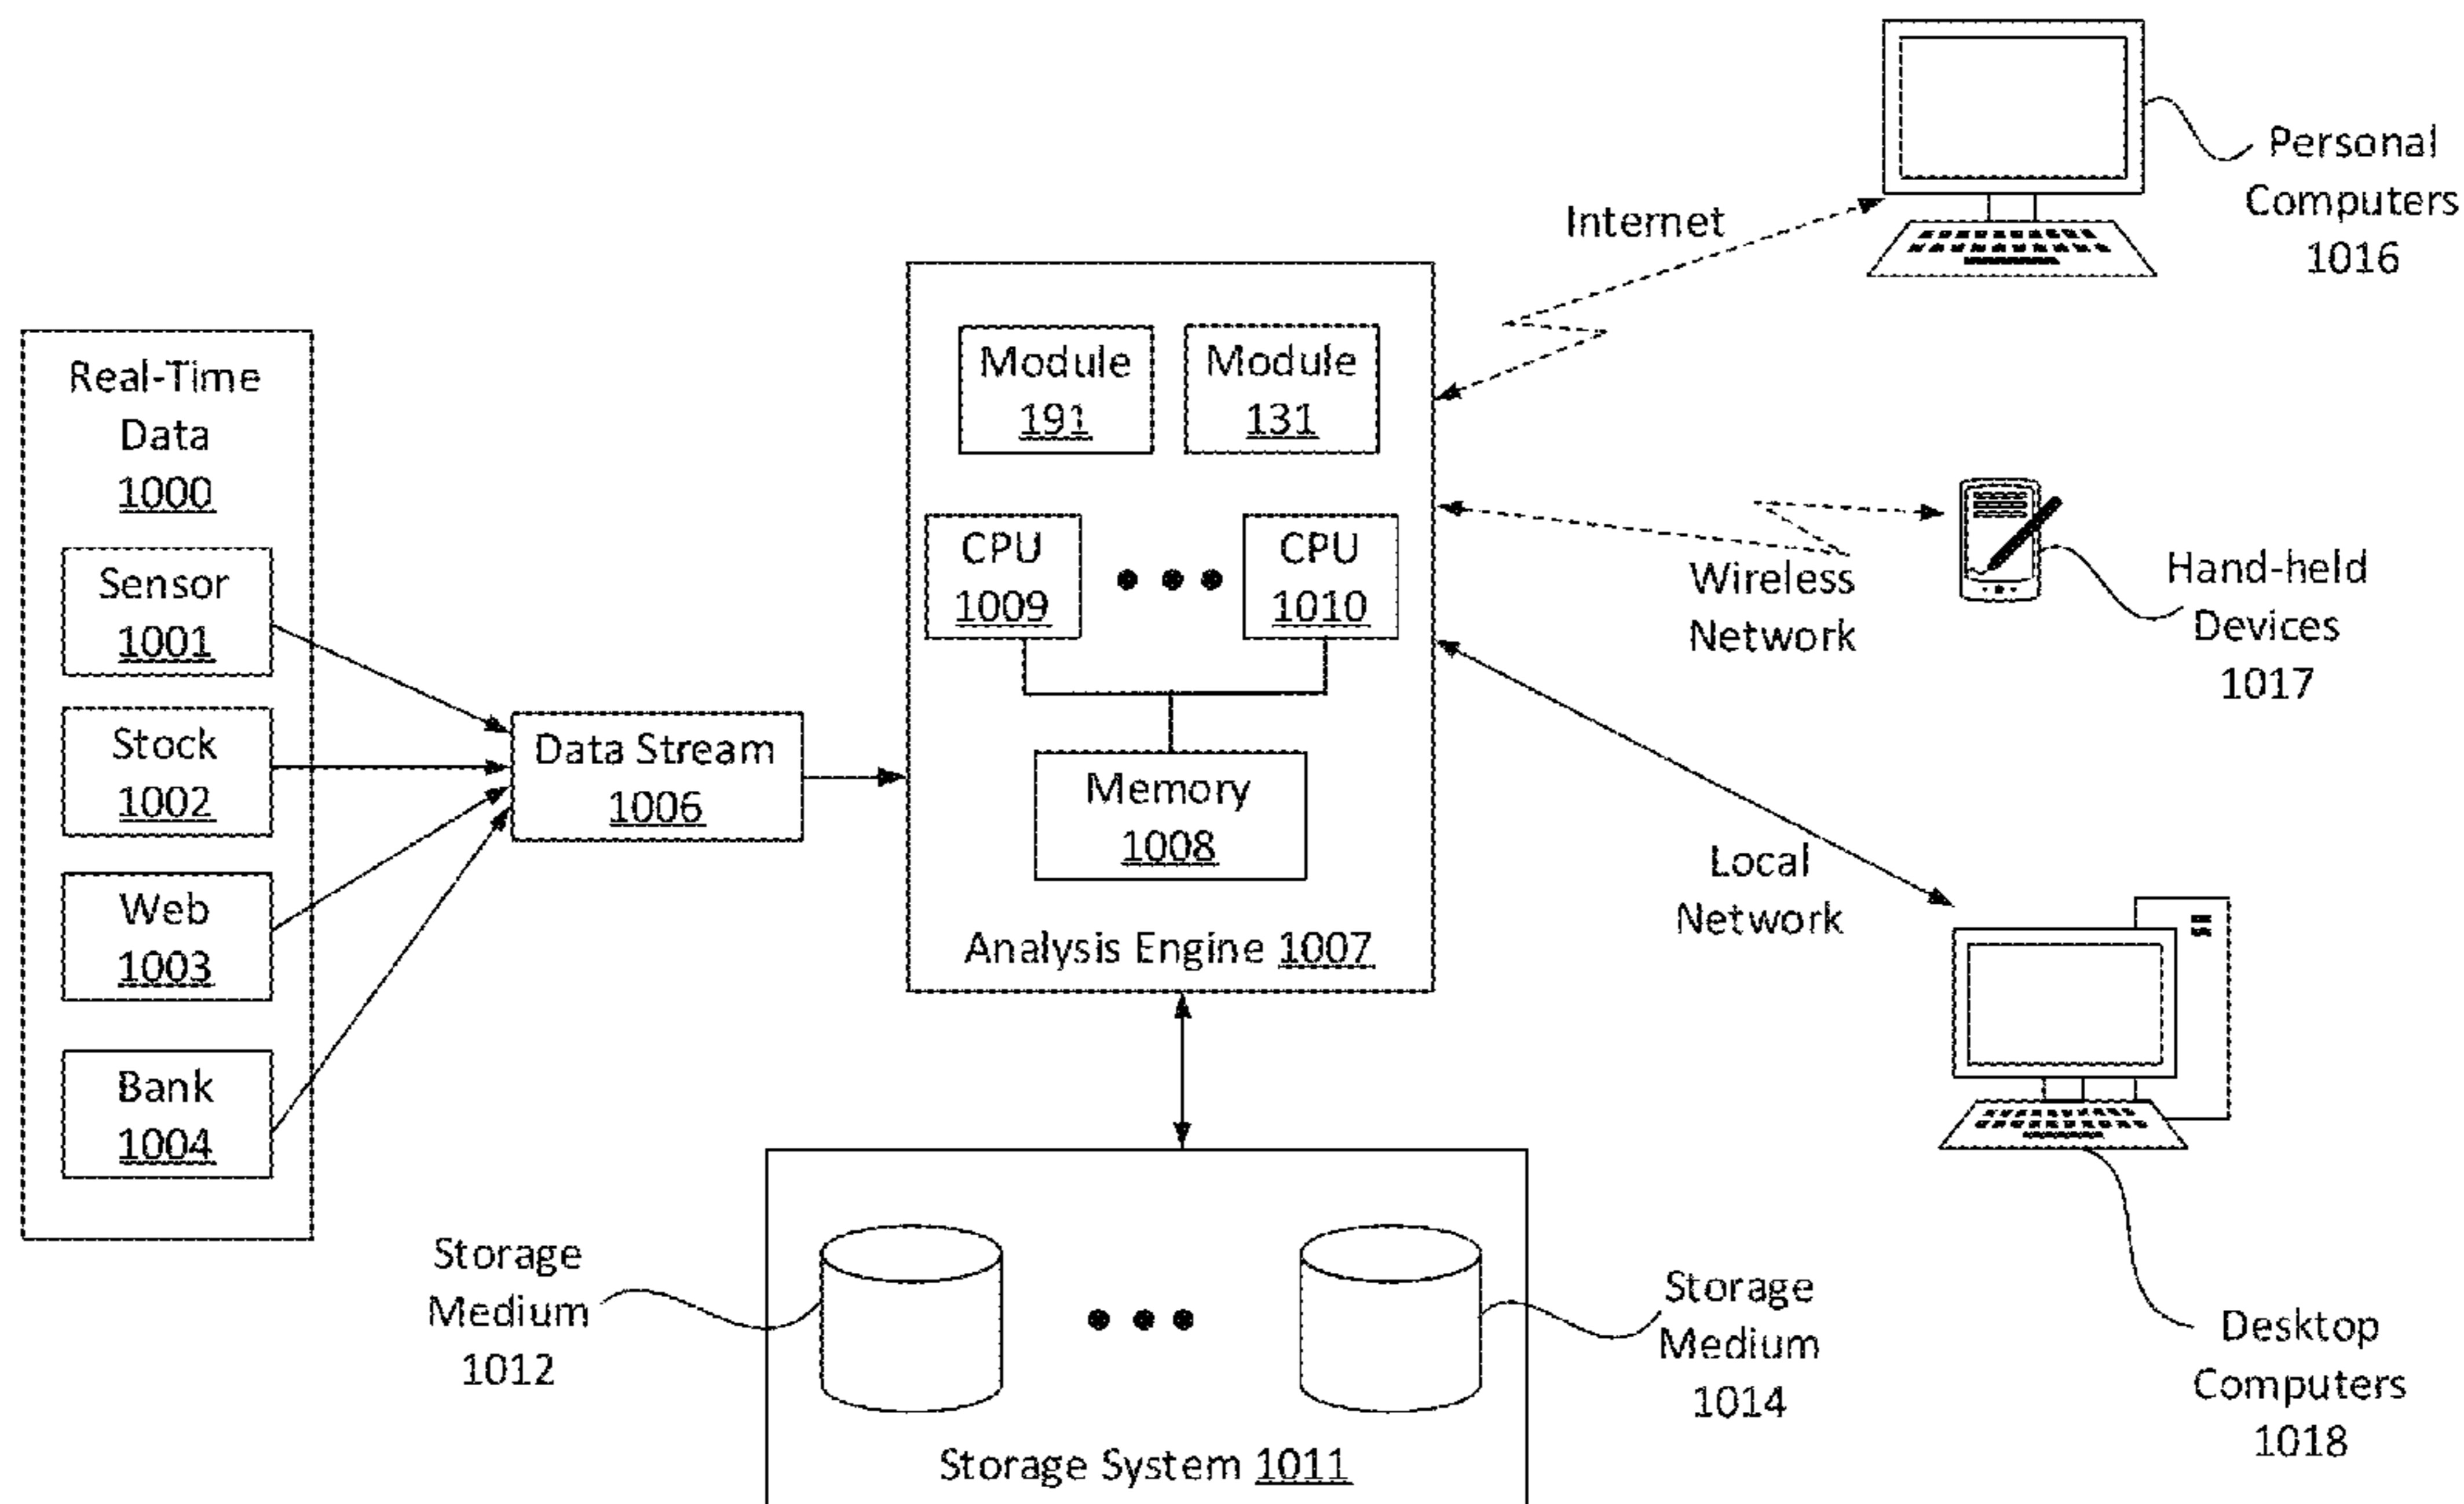 Real-Time
Data
1000
Sensor
1001
Stock
1002
Web
1003
Bank
1004
Data Stream
1006
Module
191
Module
131
CPU
1009
CPU
1010
Memory
1008
Analysis Engine 1007
Internet
Personal
Computers
1016
Wireless
Network
Hand-held
Devices
1017
Local
Network
Desktop
Computers
1018
Storage
Medium
1012
Storage
Medium
1014
Storage System 1011